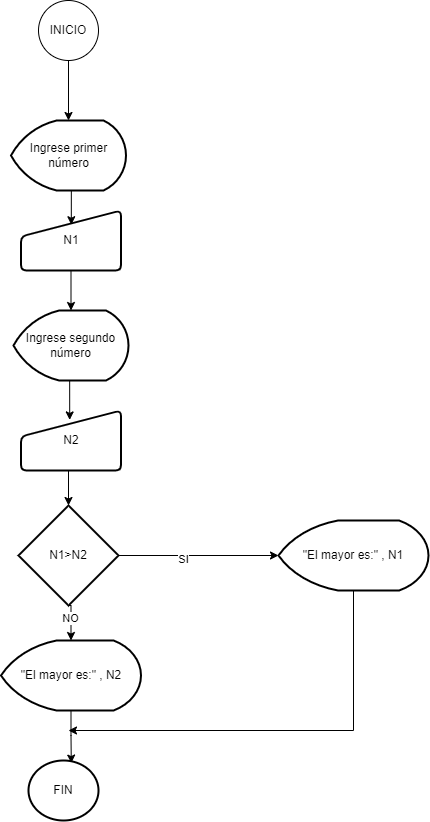 INICIO
Ingrese primer
número
N1
Ingrese segundo
número
N2
N1>N2
SI
"El mayor es:" , N1
NO
"El mayor es:" , N2
FIN